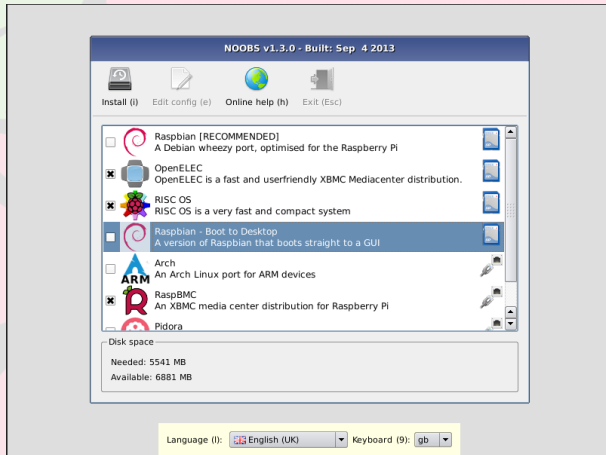 NOOBS v1.3.0 - Built: Sep 4 2013
Install (i) Edit config (e) Online help (h) Exit (Esc)
Raspbian [RECOMMENDED]
A Debian wheezy port, optimised for the Raspberry Pi
OpenELEC
OpenELEC is a fast and userfriendly XBMC Mediacenter distribution.
RISC OS
RISC OS is a very fast and compact system
Raspbian - Boot to Desktop
A version of Raspbian that boots straight to a GUI
Arch
An Arch Linux port for ARM devices
ARM
RaspBMC
An XBMC media center distribution for Raspberry Pi
Pidora
Disk space
Needed: 5541 MB
Available: 6881 MB
Language (l): English (UK) Keyboard (9): gb